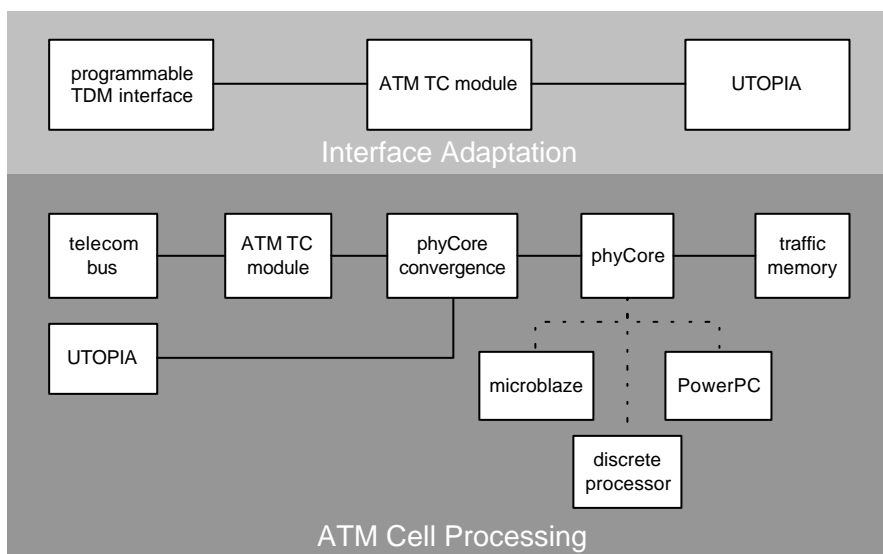 programmable
TDM interface
ATM TC module
UTOPIA
Interface Adaptation
telecom
bus
ATM TC
module
phyCore
convergence
phyCore
traffic
memory
UTOPIA
microblaze
PowerPC
discrete
processor
ATM Cell Processing